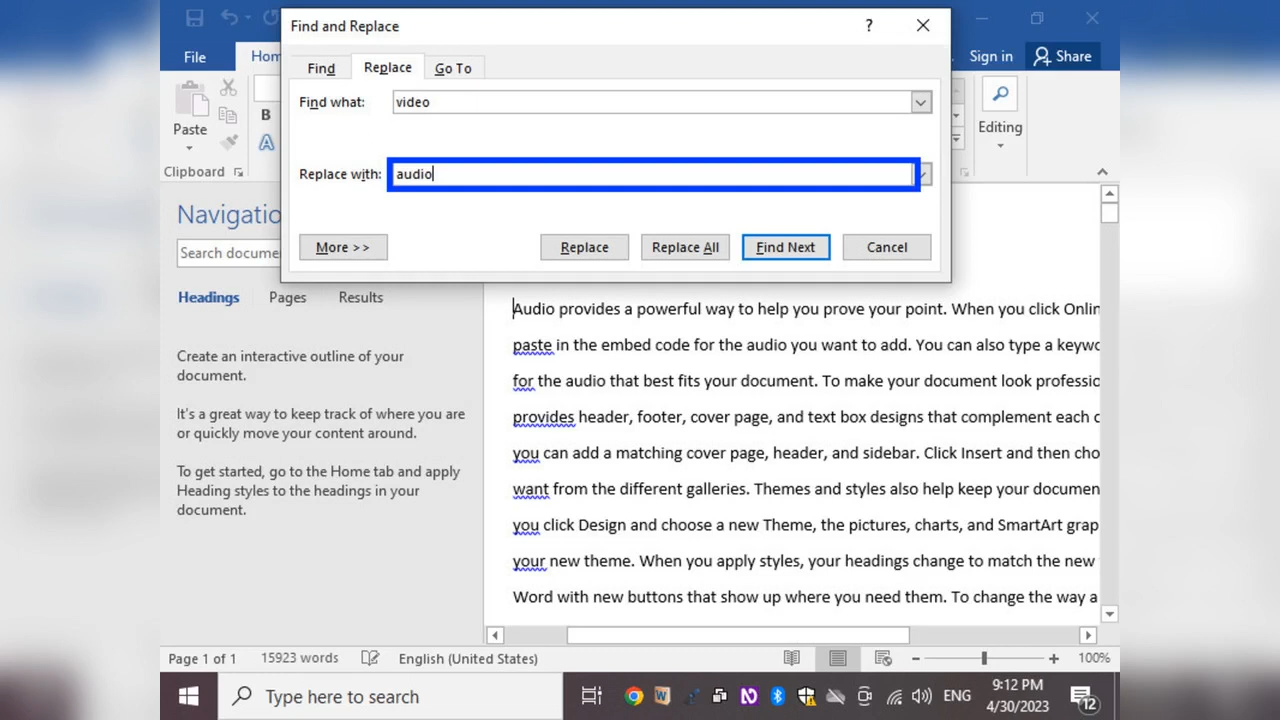 Find and Replace
?
File
Hom
Sign in
Share
Find
Replace
Go To
Find what:
video
Paste
B
A
Editing
Clipboard
Replace with:
audio
Navigatio
Search docume
More >>
Replace
Replace All
Find Next
Cancel
Headings
Pages
Results
Create an interactive outline of your
document.
It's a great way to keep track of where you are
or quickly move your content around.
To get started, go to the Home tab and apply
Heading styles to the headings in your
document.
Audio provides a powerful way to help you prove your point. When you click Onlin
paste in the embed code for the audio you want to add. You can also type a keywo
for the audio that best fits your document. To make your document look professio
provides header, footer, cover page, and text box designs that complement each o
you can add a matching cover page, header, and sidebar. Click Insert and then cho
want from the different galleries. Themes and styles also help keep your documen
you click Design and choose a new Theme, the pictures, charts, and SmartArt grap
your new theme. When you apply styles, your headings change to match the new
Word with new buttons that show up where you need them. To change the way a
Page 1 of 1
15923 words
English (United States)
100%
Type here to search
ENG
9:12 PM
4/30/2023
12